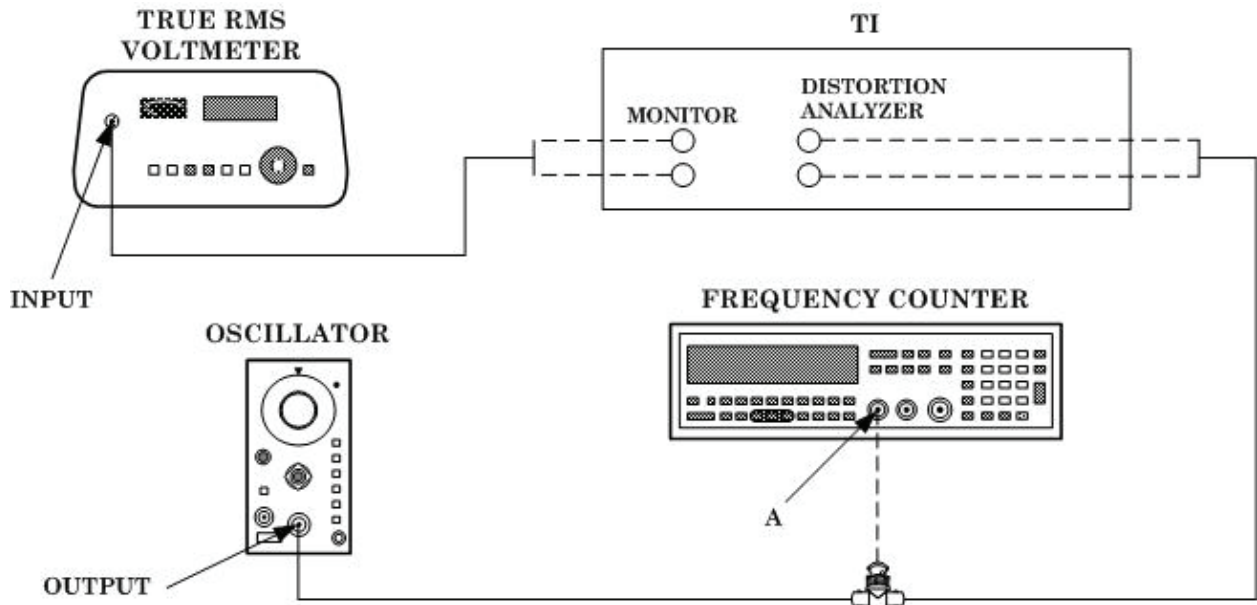 TRUE RMS
VOLTMETER
TI
MONITOR
DISTORTION
ANALYZER
INPUT
FREQUENCY COUNTER
OSCILLATOR
A
OUTPUT